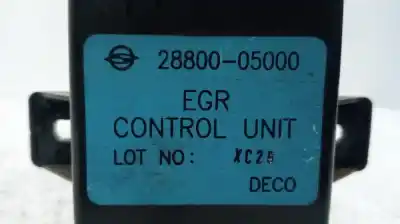 28800-05000
EGR
CONTROL UNIT
LOT NO: XC25
DECO